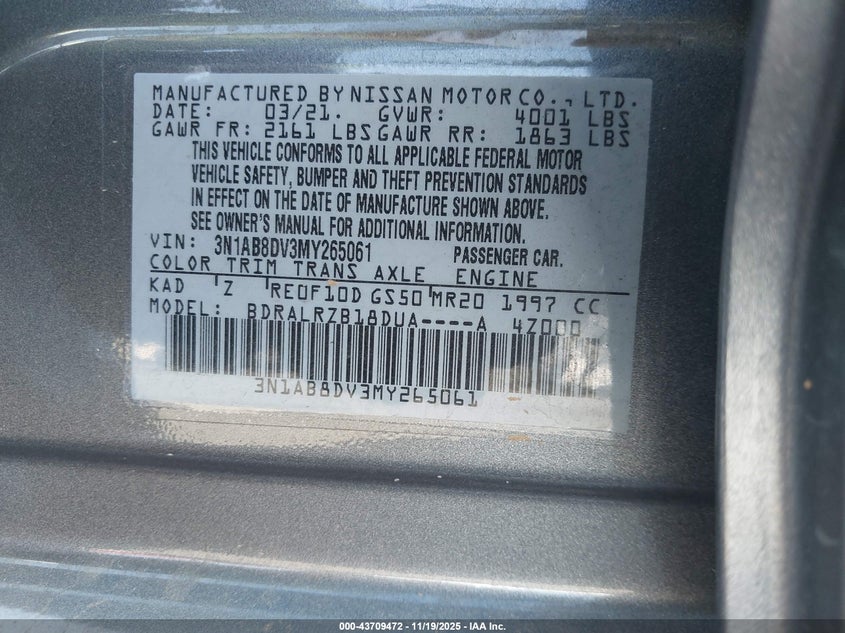 MANUFACTURED BY NISSAN MOTOR CO., LTD.
DATE: 03/21. GVWR: 4001 LBS
GAWR FR: 2161 LBS GAWR RR: 1863 LBS
THIS VEHICLE CONFORMS TO ALL APPLICABLE FEDERAL MOTOR
VEHICLE SAFETY, BUMPER AND THEFT PREVENTION STANDARDS
IN EFFECT ON THE DATE OF MANUFACTURE SHOWN ABOVE.
SEE OWNER'S MANUAL FOR ADDITIONAL INFORMATION.
VIN: 3N1AB8DV3MY265061 PASSENGER CAR.
COLOR TRIM TRANS AXLE ENGINE
KAD 'Z 'RE0F10D GS50 'MR20 1997 CC
MODEL: BDRALRZB18DUA----A 4Z000
3N1AB8DV3MY265061
000-43709472 - 11/19/2025 - IAA Inc.